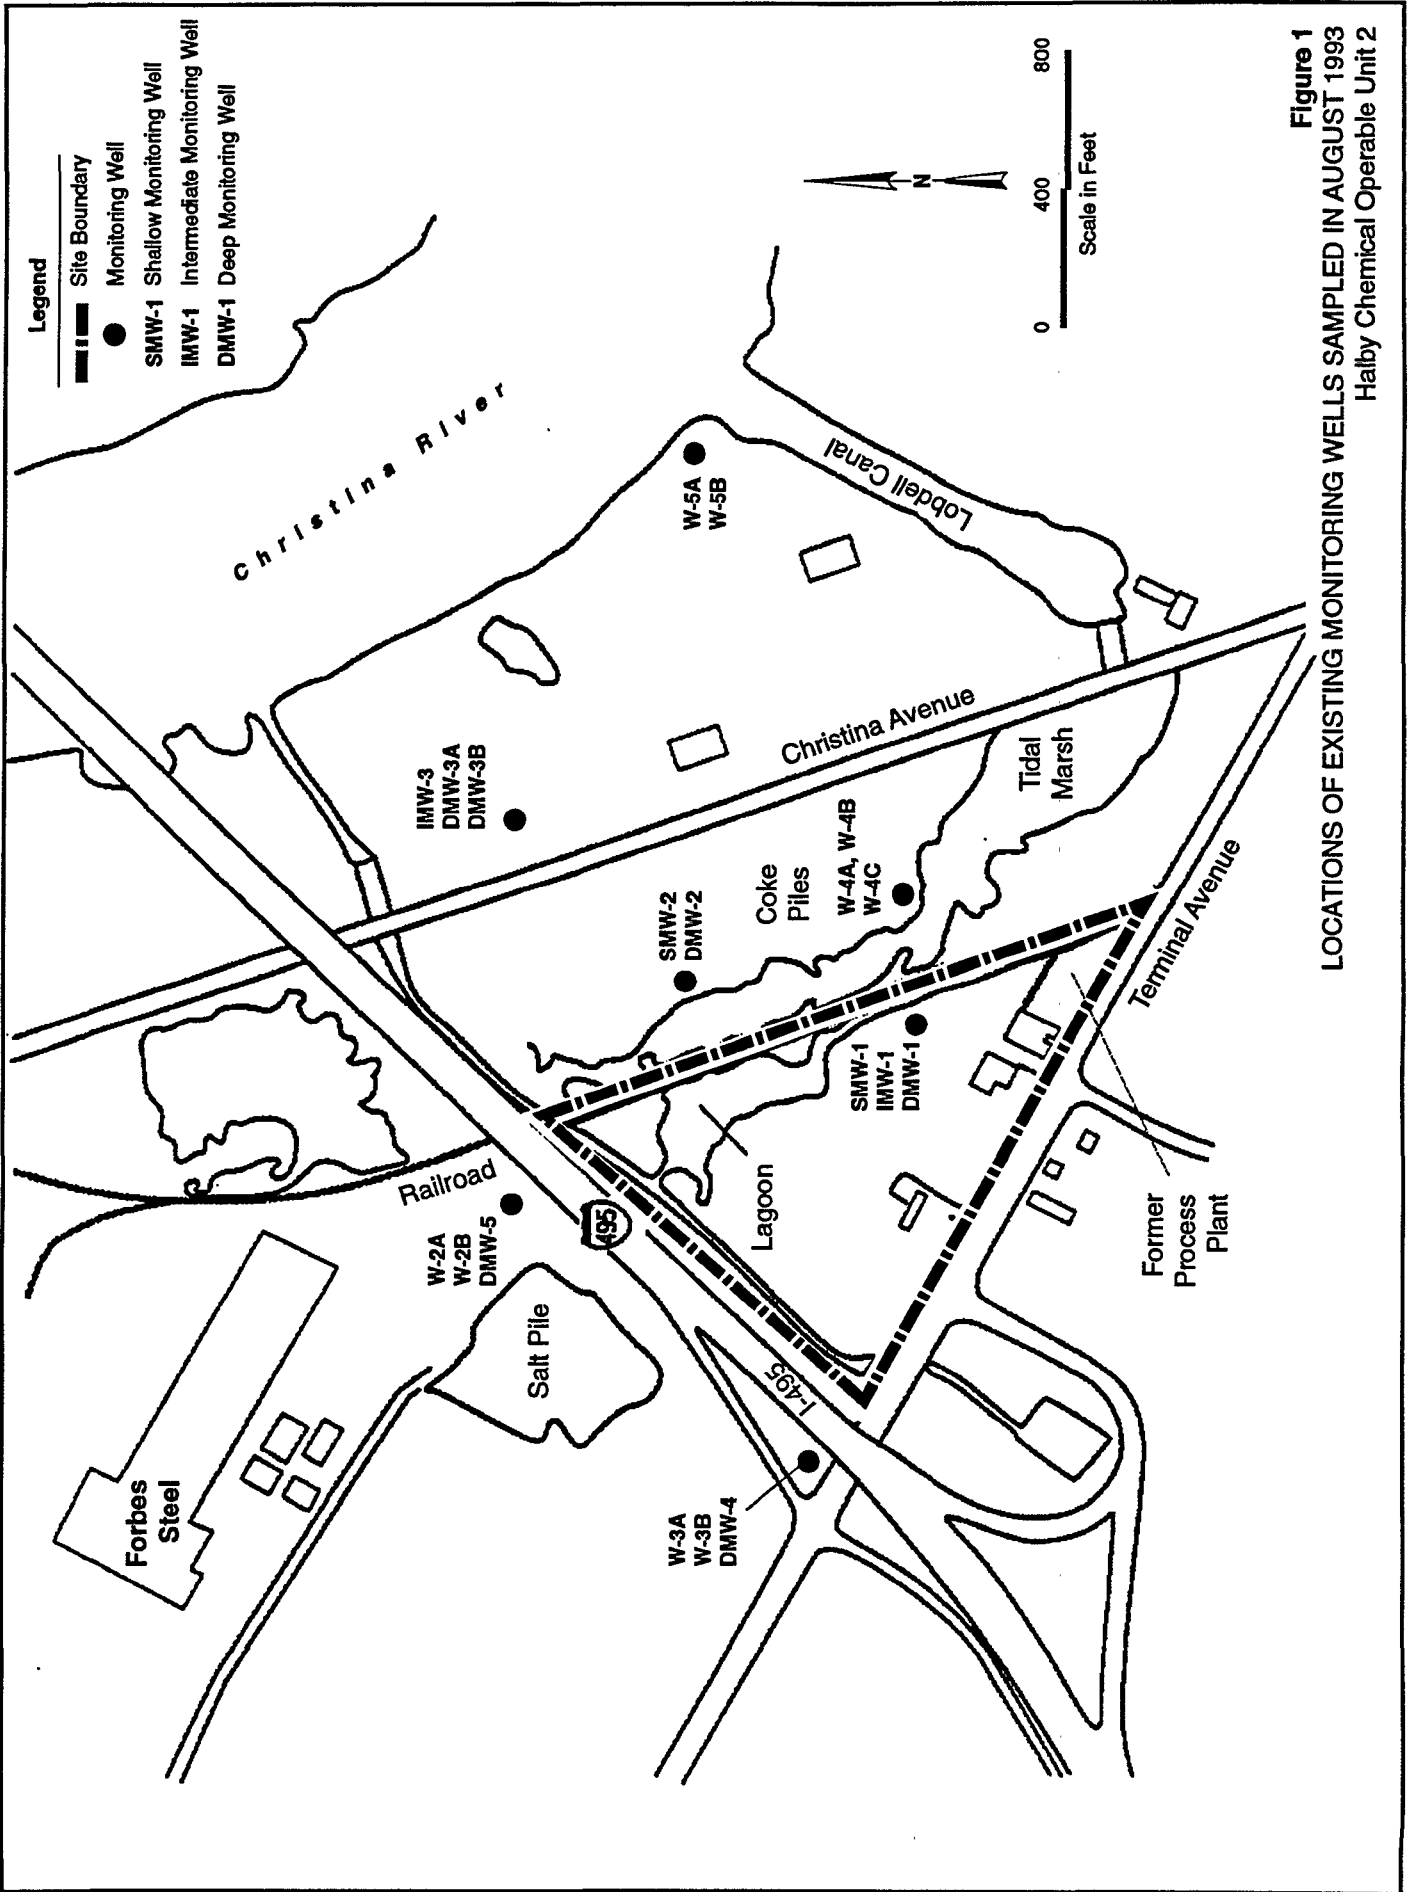 Legend
Site Boundary
Monitoring Well
SMW-1 Shallow Monitoring Well
IMW-1 Intermediate Monitoring Well
DMW-1 Deep Monitoring Well
Christina River
Forbes
Steel
Railroad
W-2A
W-2B
DMW-5
Salt Pile
495
I-495
W-3A
W-3B
DMW-4
IMW-3
DMW-3A
DMW-3B
SMW-2
DMW-2
W-5A
W-5B
Lobdell Canal
Christina Avenue
Coke
Piles
W-4A, W-4B
W-4C
Tidal
Marsh
SMW-1
IMW-1
DMW-1
Lagoon
Terminal Avenue
Former
Process
Plant
N
0 400 800
Scale in Feet
Figure 1
LOCATIONS OF EXISTING MONITORING WELLS SAMPLED IN AUGUST 1993
Halby Chemical Operable Unit 2